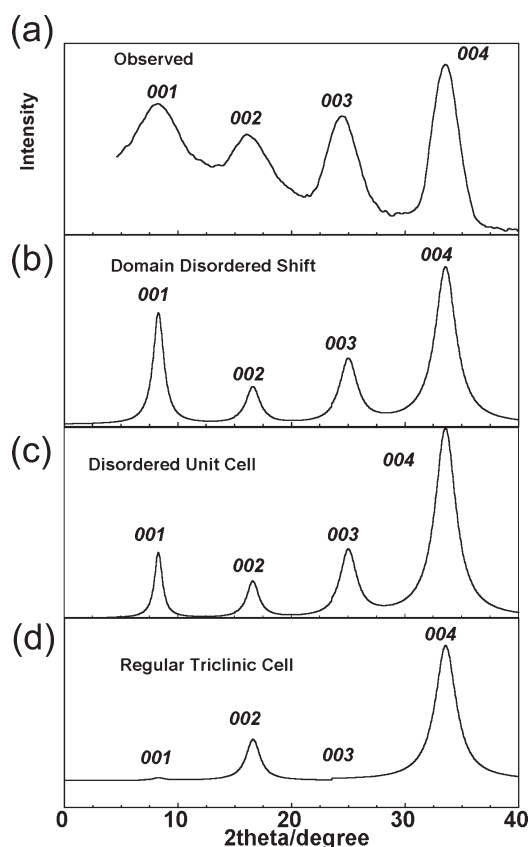 (a)
Observed
001
002
003
004
Intensity
(b)
Domain Disordered Shift
001
002
003
004
(c)
Disordered Unit Cell
001
002
003
004
(d)
Regular Triclinic Cell
001
002
003
004
0 10 20 30 40
2theta/degree